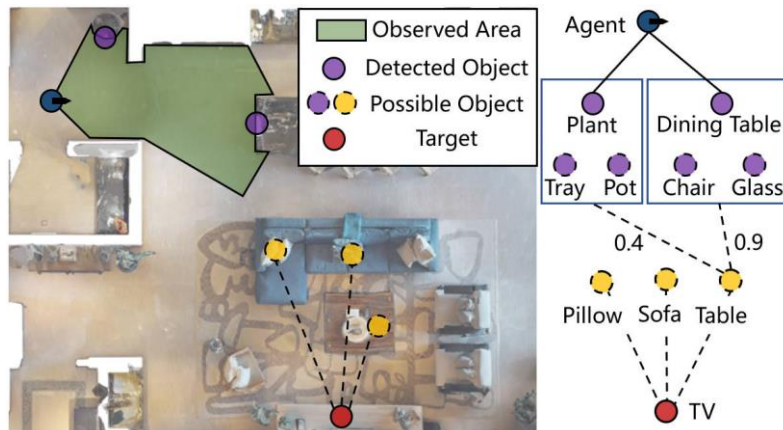 Observed Area
Detected Object
Possible Object
Target
Agent
Plant
Dining Table
Tray Pot
Chair Glass
0.4 0.9
Pillow Sofa Table
TV